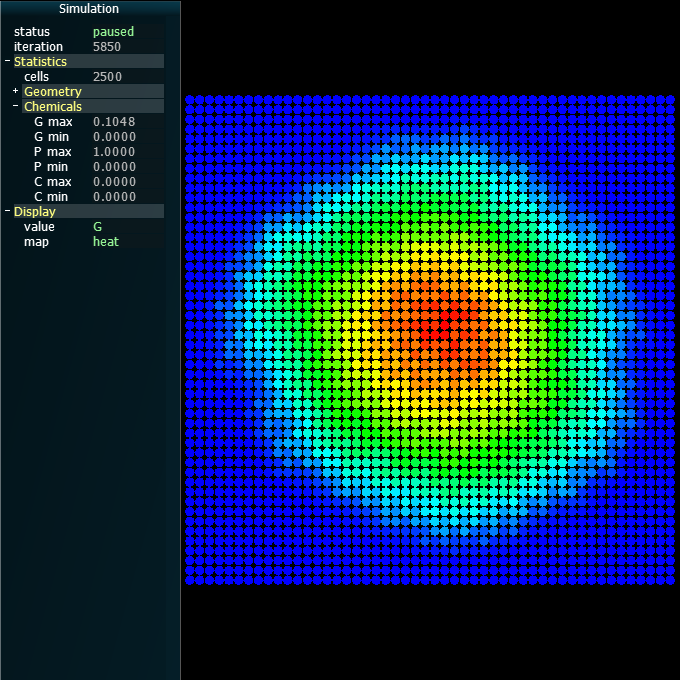 Simulation
status paused
iteration 5850
- Statistics
cells 2500
+ Geometry
- Chemicals
G max 0.1048
G min 0.0000
P max 1.0000
P min 0.0000
C max 0.0000
C min 0.0000
- Display
value G
map heat